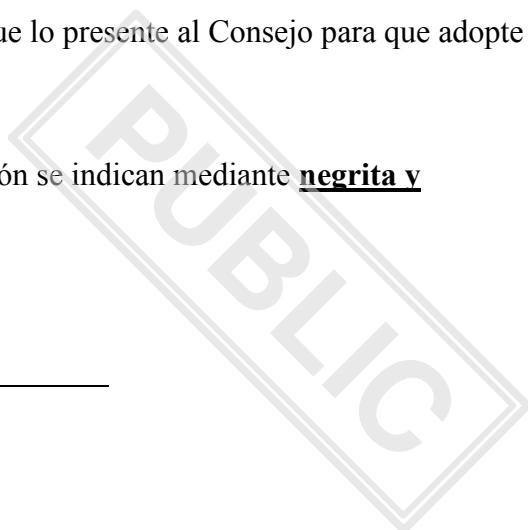 ue lo presente al Consejo para que adopte
ón se indican mediante negrita y
PUBLIC